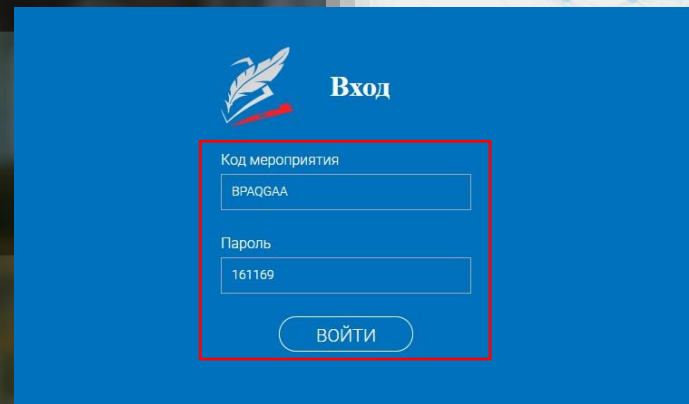 Вход
Код мероприятия
BPAQGAA
Пароль
161169
ВОЙТИ